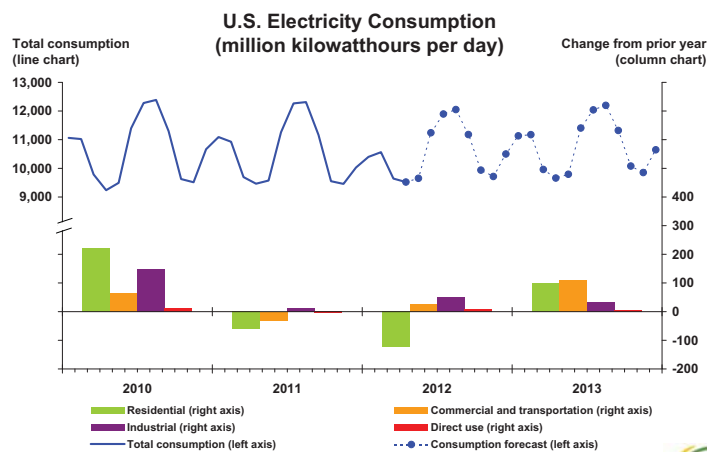 U.S. Electricity Consumption
(million kilowatthours per day)
Total consumption
(line chart)
Change from prior year
(column chart)
13,000
12,000
11,000
10,000
9,000
400
300
200
100
0
-100
-200
2010
2011
2012
2013
Residential (right axis)
Commercial and transportation (right axis)
Industrial (right axis)
Direct use (right axis)
Total consumption (left axis)
Consumption forecast (left axis)